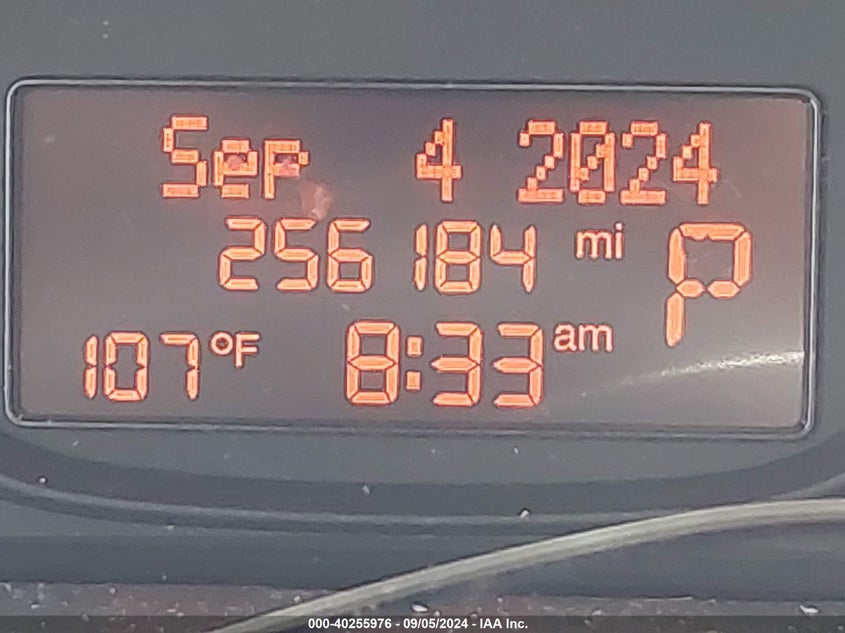 Sep 4 2024
256184 mi P
107°F 8:33 am
000-40255976 - 09/05/2024 - IAA Inc.